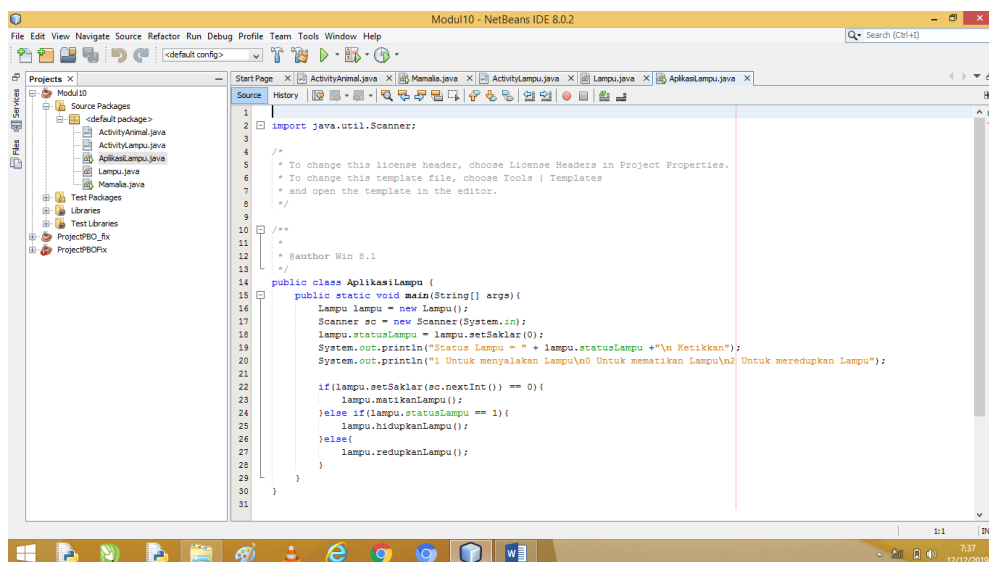 Modul10 - NetBeans IDE 8.0.2
File Edit View Navigate Source Refactor Run Debug Profile Team Tools Window Help
Search (Ctrl+I)
<default config>
Projects
Start Page ActivityAnimal.java Mamalia.java ActivityLampu.java Lampu.java AplikasiLampu.java
Source History
Services
Files
Modul10
Source Packages
<default package>
ActivityAnimal.java
ActivityLampu.java
AplikasiLampu.java
Lampu.java
Mamalia.java
Test Packages
Libraries
Test Libraries
ProjectPBO_fix
ProjectPBOFix
1
2 import java.util.Scanner;
3
4 /*
5 * To change this license header, choose License Headers in Project Properties.
6 * To change this template file, choose Tools | Templates
7 * and open the template in the editor.
8 */
9
10 /**
11 *
12 * @author Win 8.1
13 */
14 public class AplikasiLampu {
15 public static void main(String[] args){
16 Lampu lampu = new Lampu();
17 Scanner sc = new Scanner(System.in);
18 lampu.statusLampu = lampu.setSaklar(0);
19 System.out.println("Status Lampu = " + lampu.statusLampu +"\n Ketikkan");
20 System.out.println("1 Untuk menyalakan Lampu\n0 Untuk mematikan Lampu\n2 Untuk meredupkan Lampu");
21
22 if(lampu.setSaklar(sc.nextInt()) == 0){
23 lampu.matikanLampu();
24 }else if(lampu.statusLampu == 1){
25 lampu.hidupkanLampu();
26 }else{
27 lampu.redupkanLampu();
28 }
29 }
30 }
31
1:1
IN
7:37
12/12/2019